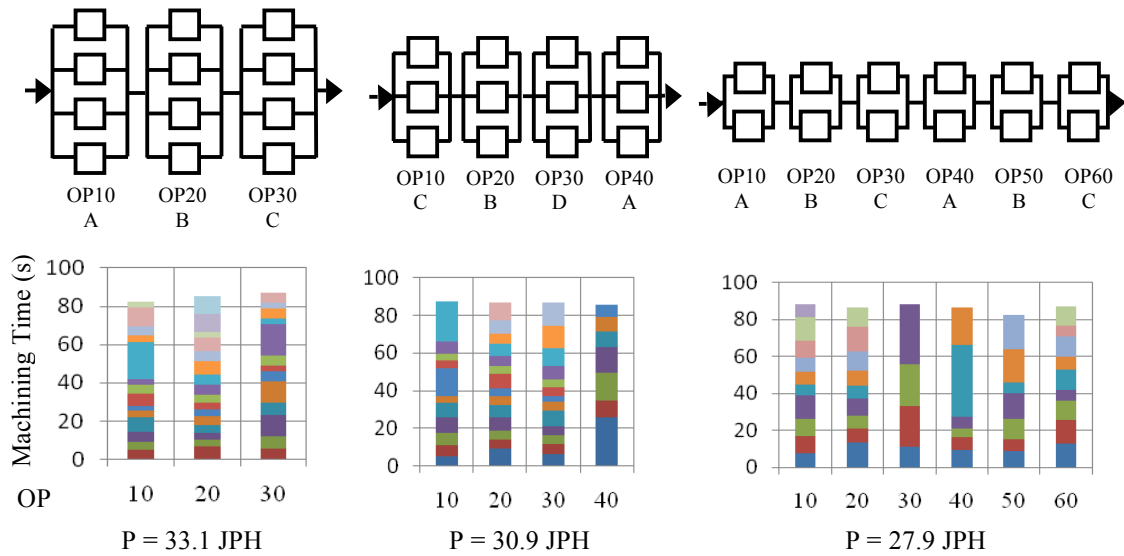 OP10 OP20 OP30
A B C
OP10 OP20 OP30 OP40
C B D A
OP10 OP20 OP30 OP40 OP50 OP60
A B C A B C
Machining Time (s)
100
80
60
40
20
0
OP 10 20 30
P = 33.1 JPH
100
80
60
40
20
0
10 20 30 40
P = 30.9 JPH
100
80
60
40
20
0
10 20 30 40 50 60
P = 27.9 JPH